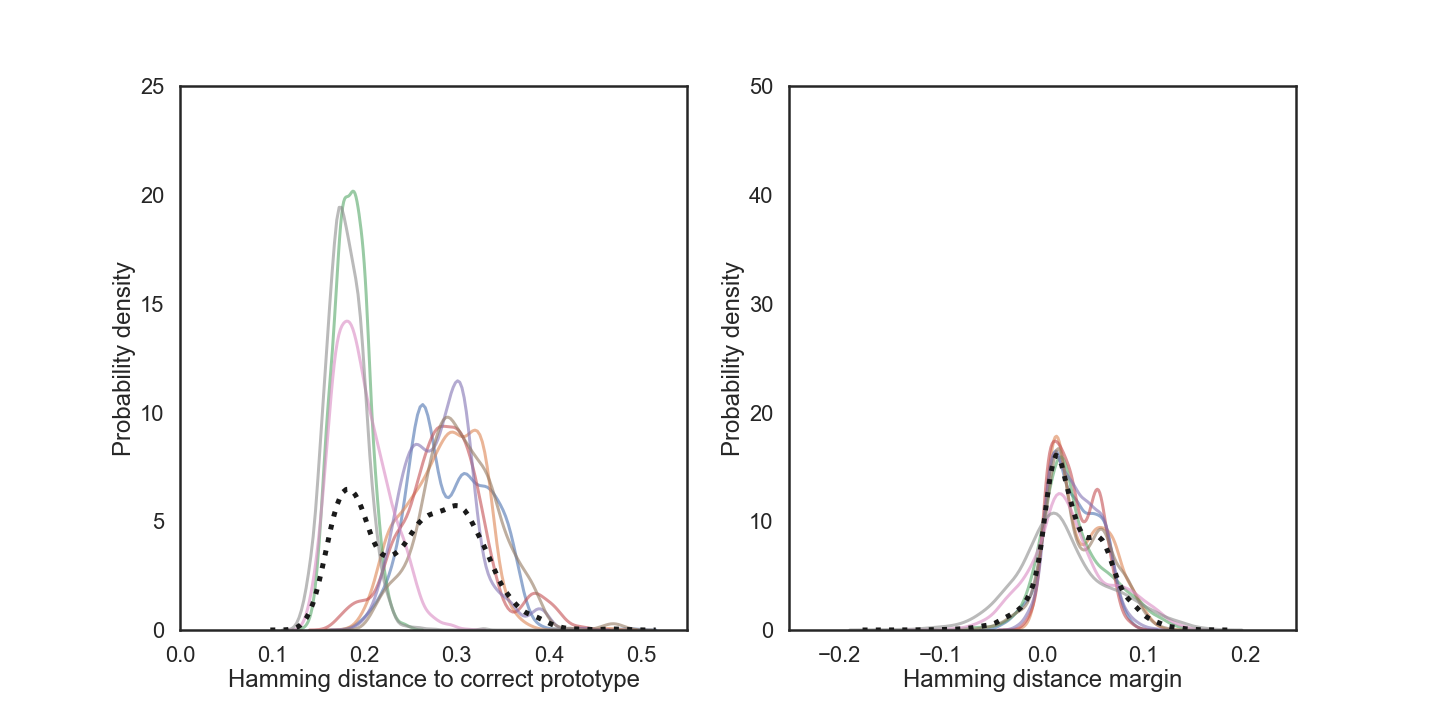 25
20
15
10
5
0
Probability density
0.0 0.1 0.2 0.3 0.4 0.5
Hamming distance to correct prototype
50
40
30
20
10
0
Probability density
−0.2 −0.1 0.0 0.1 0.2
Hamming distance margin